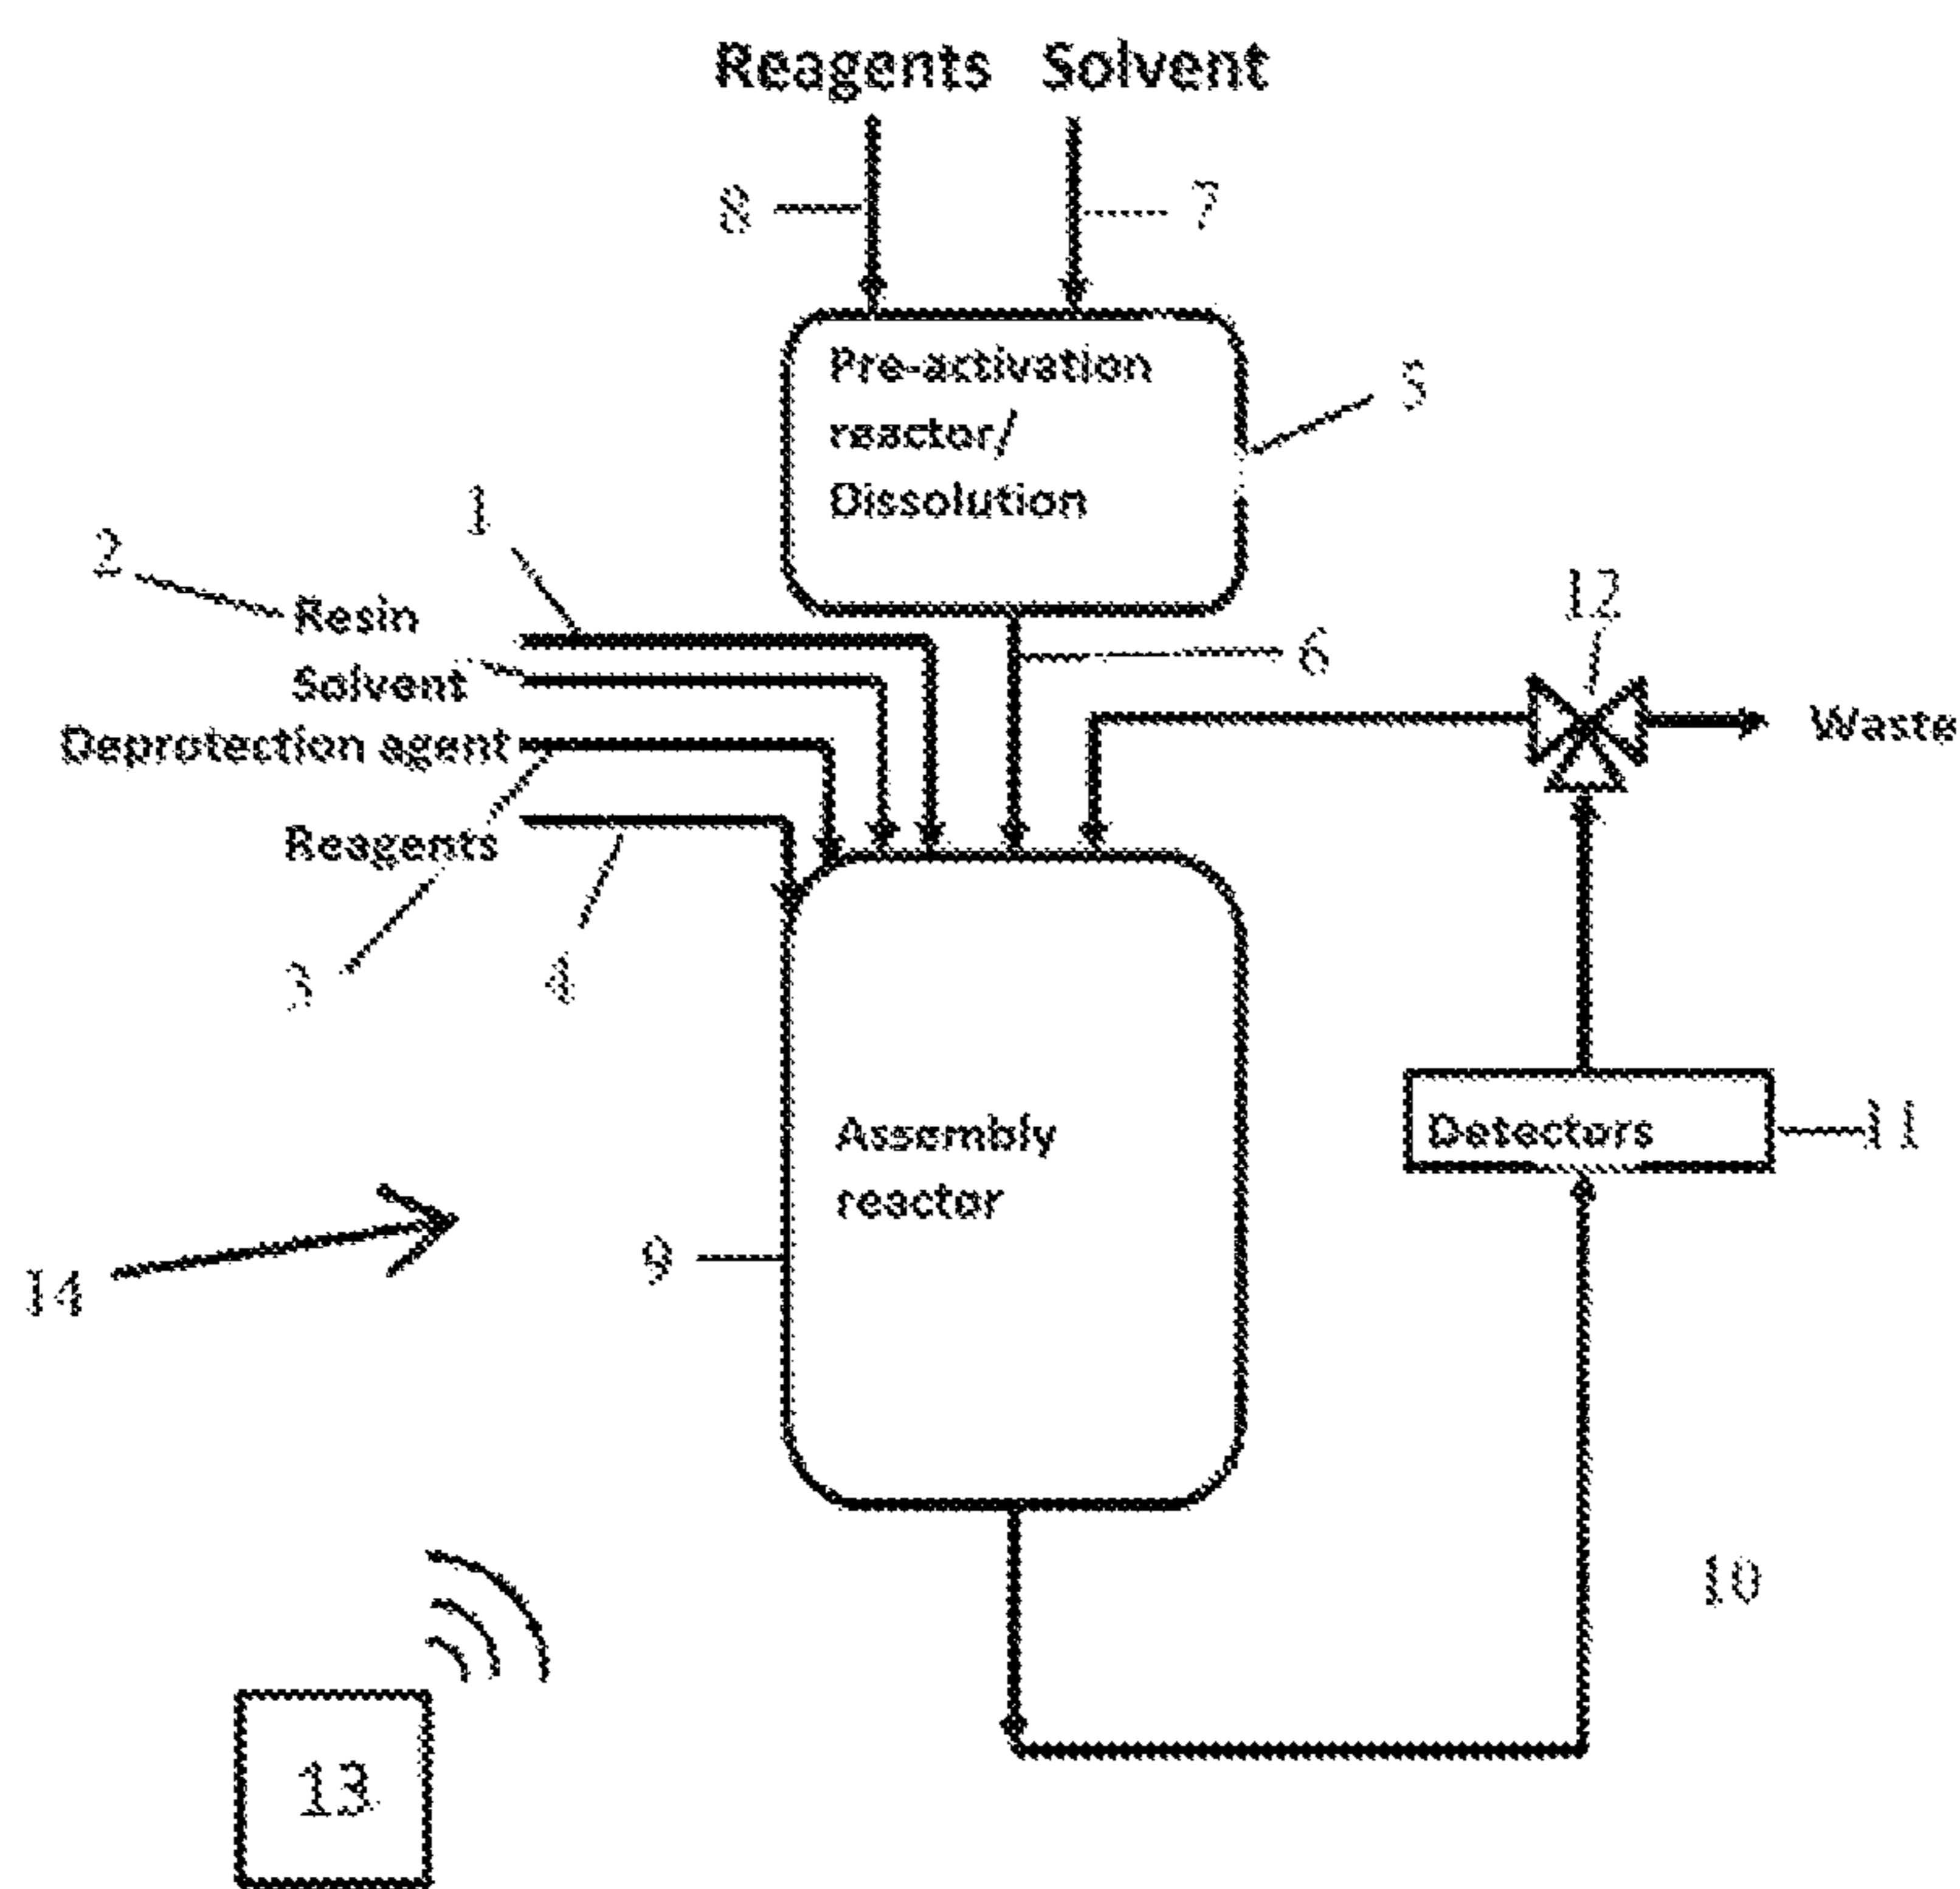 Reagents Solvent
8
7
Pre-activation
reactor/
Dissolution
5
1
2
Resin
6
12
Solvent
Waste
Deprotection agent
Reagents
3
4
Assembly
reactor
Detectors
11
9
14
10
13